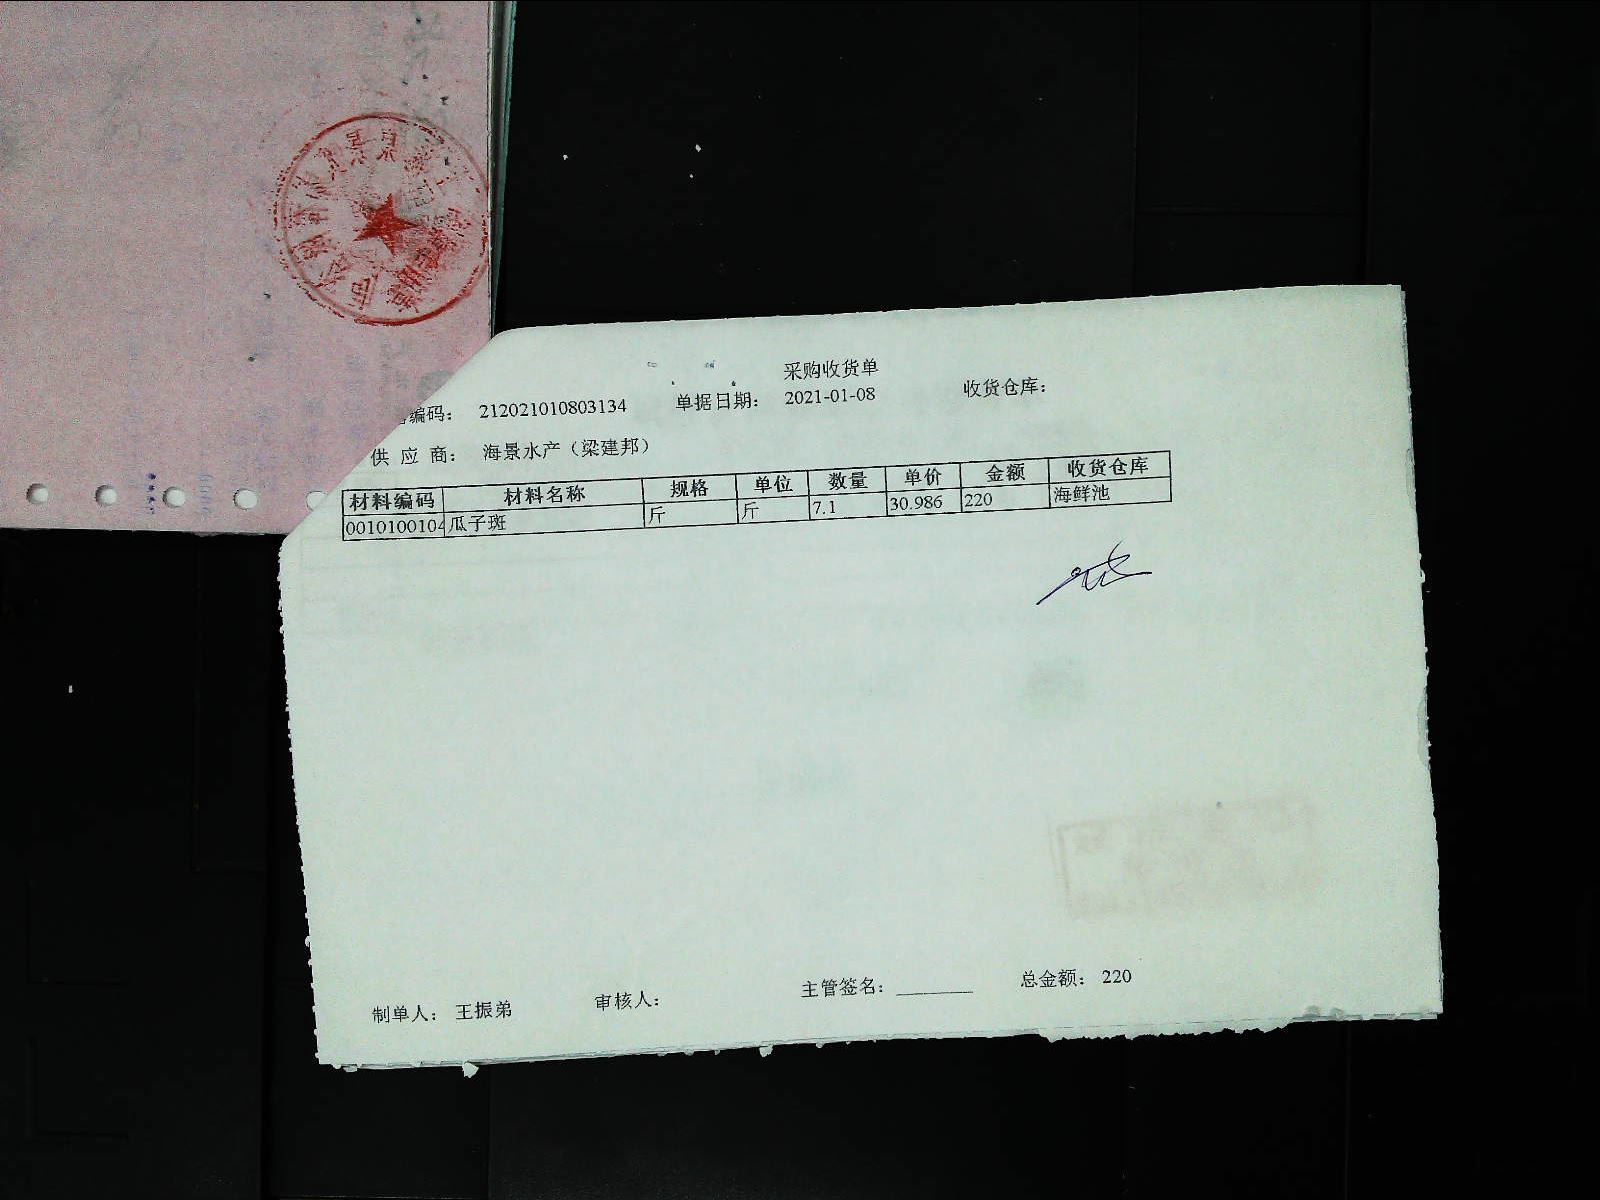 采购收货单
编码： 212021010803134 单据日期： 2021-01-08 收货仓库：
供应商： 海景水产（梁建邦）
材料编码 材料名称 规格 单位 数量 单价 金额 收货仓库
0010100104 瓜子斑 斤 斤 7.1 30.986 220 海鲜池
制单人： 王振弟 审核人： 主管签名： 总金额： 220